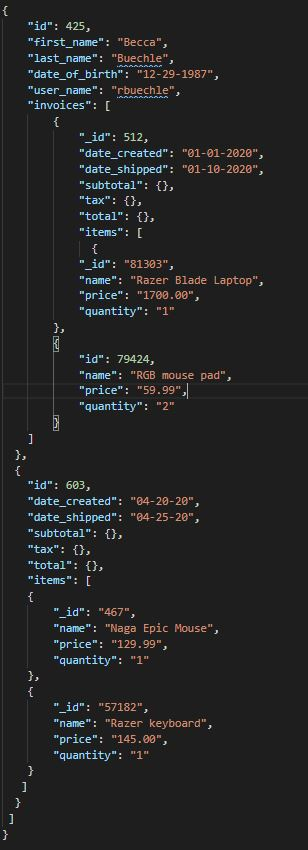 {
"id": 425,
"first_name": "Becca",
"last_name": "Buechle",
"date_of_birth": "12-29-1987",
"user_name": "rbuechle",
"invoices": [
{
"_id": 512,
"date_created": "01-01-2020",
"date_shipped": "01-10-2020",
"subtotal": {},
"tax": {},
"total": {},
"items": [
{
"_id": "81303",
"name": "Razer Blade Laptop",
"price": "1700.00",
"quantity": "1"
},
{
"id": 79424,
"name": "RGB mouse pad",
"price": "59.99",
"quantity": "2"
}
]
},
{
"id": 603,
"date_created": "04-20-20",
"date_shipped": "04-25-20",
"subtotal": {},
"tax": {},
"total": {},
"items": [
{
"_id": "467",
"name": "Naga Epic Mouse",
"price": "129.99",
"quantity": "1"
},
{
"_id": "57182",
"name": "Razer keyboard",
"price": "145.00",
"quantity": "1"
}
]
}
]
}